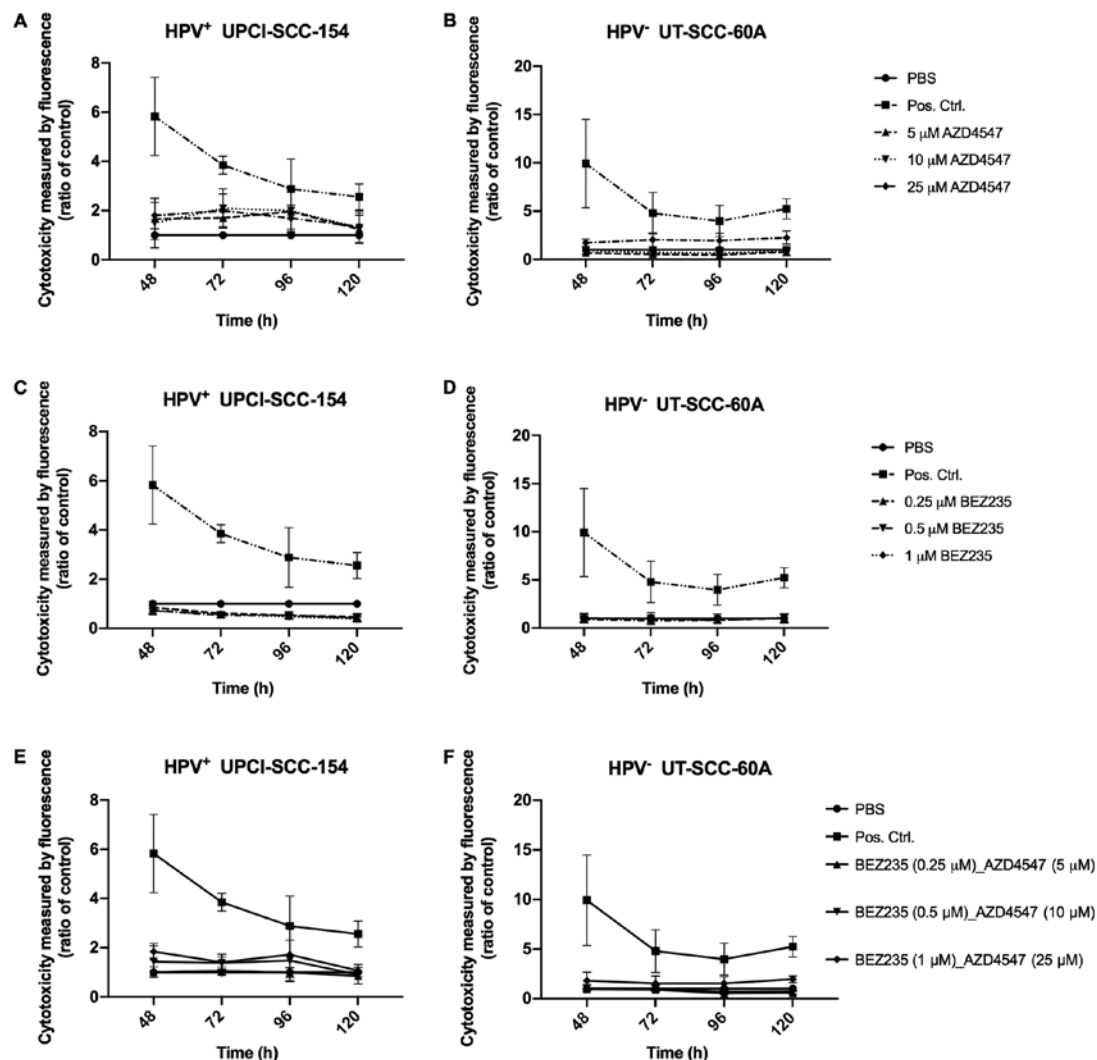 A
HPV+ UPCI-SCC-154
Cytotoxicity measured by fluorescence
(ratio of control)
8
6
4
2
0
48
72
96
120
Time (h)
B
HPV- UT-SCC-60A
Cytotoxicity measured by fluorescence
(ratio of control)
20
15
10
5
0
48
72
96
120
Time (h)
PBS
Pos. Ctrl.
5 µM AZD4547
10 µM AZD4547
25 µM AZD4547
C
HPV+ UPCI-SCC-154
Cytotoxicity measured by fluorescence
(ratio of control)
8
6
4
2
0
48
72
96
120
Time (h)
D
HPV- UT-SCC-60A
Cytotoxicity measured by fluorescence
(ratio of control)
20
15
10
5
0
48
72
96
120
Time (h)
PBS
Pos. Ctrl.
0.25 µM BEZ235
0.5 µM BEZ235
1 µM BEZ235
E
HPV+ UPCI-SCC-154
Cytotoxicity measured by fluorescence
(ratio of control)
8
6
4
2
0
48
72
96
120
Time (h)
F
HPV- UT-SCC-60A
Cytotoxicity measured by fluorescence
(ratio of control)
20
15
10
5
0
48
72
96
120
Time (h)
PBS
Pos. Ctrl.
BEZ235 (0.25 µM)_AZD4547 (5 µM)
BEZ235 (0.5 µM)_AZD4547 (10 µM)
BEZ235 (1 µM)_AZD4547 (25 µM)